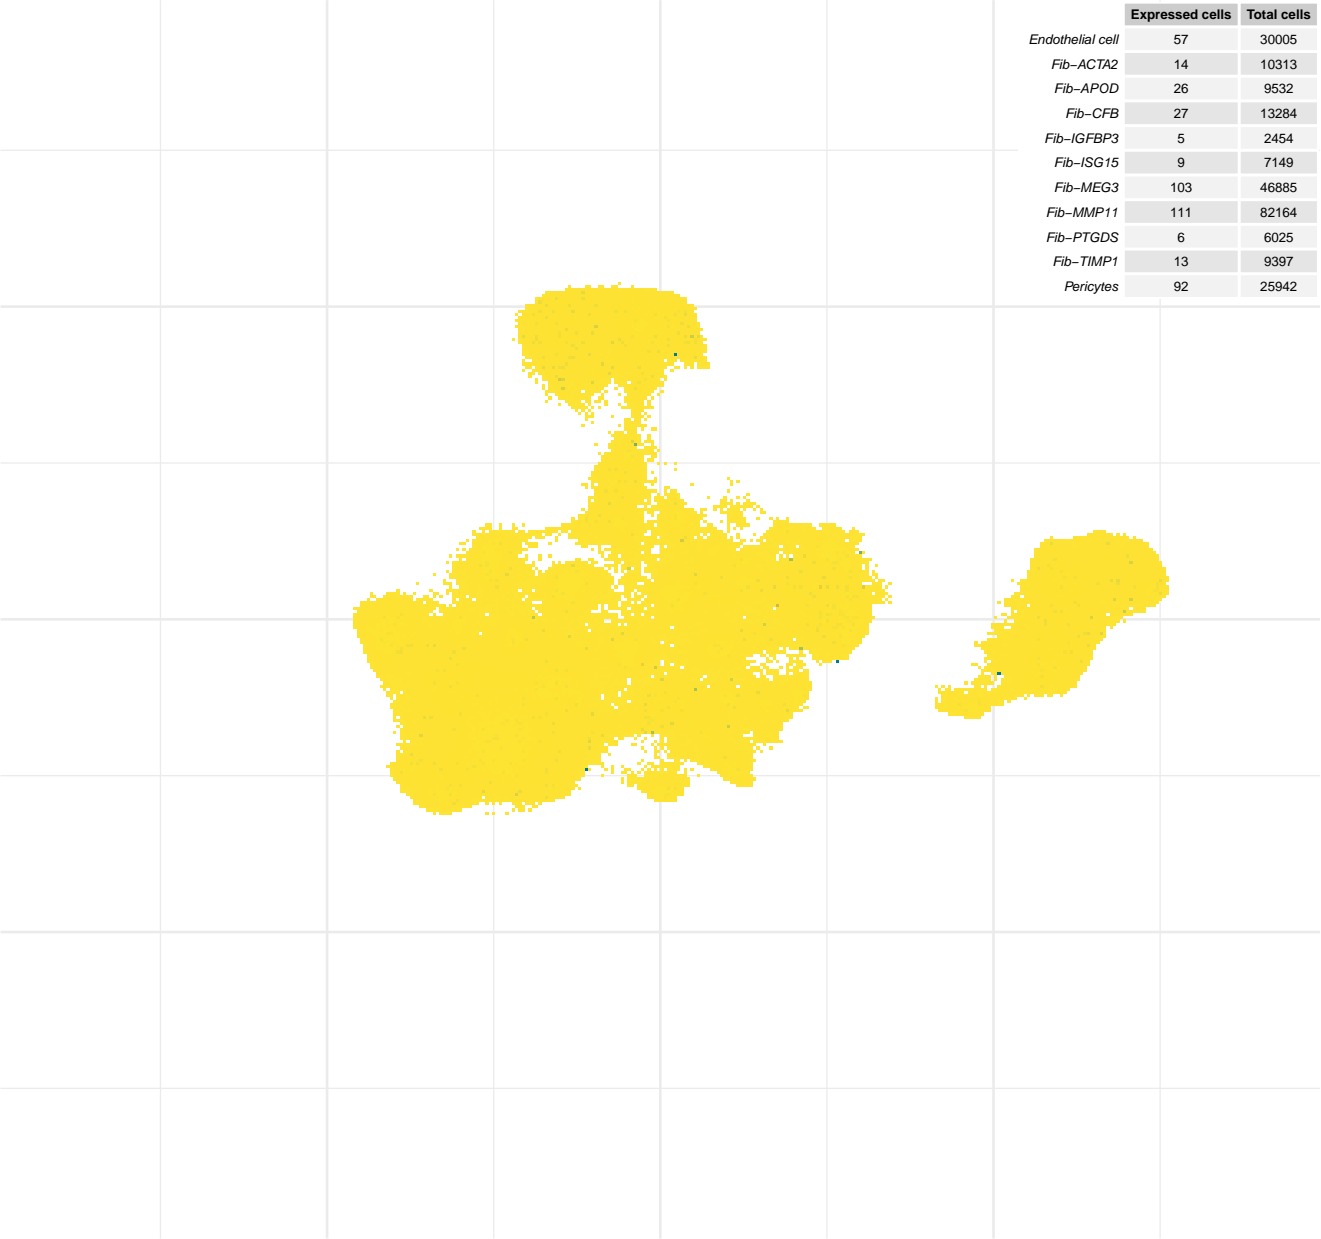 Expressed cells Total cells
Endothelial cell 57 30005
Fib−ACTA2 14 10313
Fib−APOD 26 9532
Fib−CFB 27 13284
Fib−IGFBP3 5 2454
Fib−ISG15 9 7149
Fib−MEG3 103 46885
Fib−MMP11 111 82164
Fib−PTGDS 6 6025
Fib−TIMP1 13 9397
Pericytes 92 25942